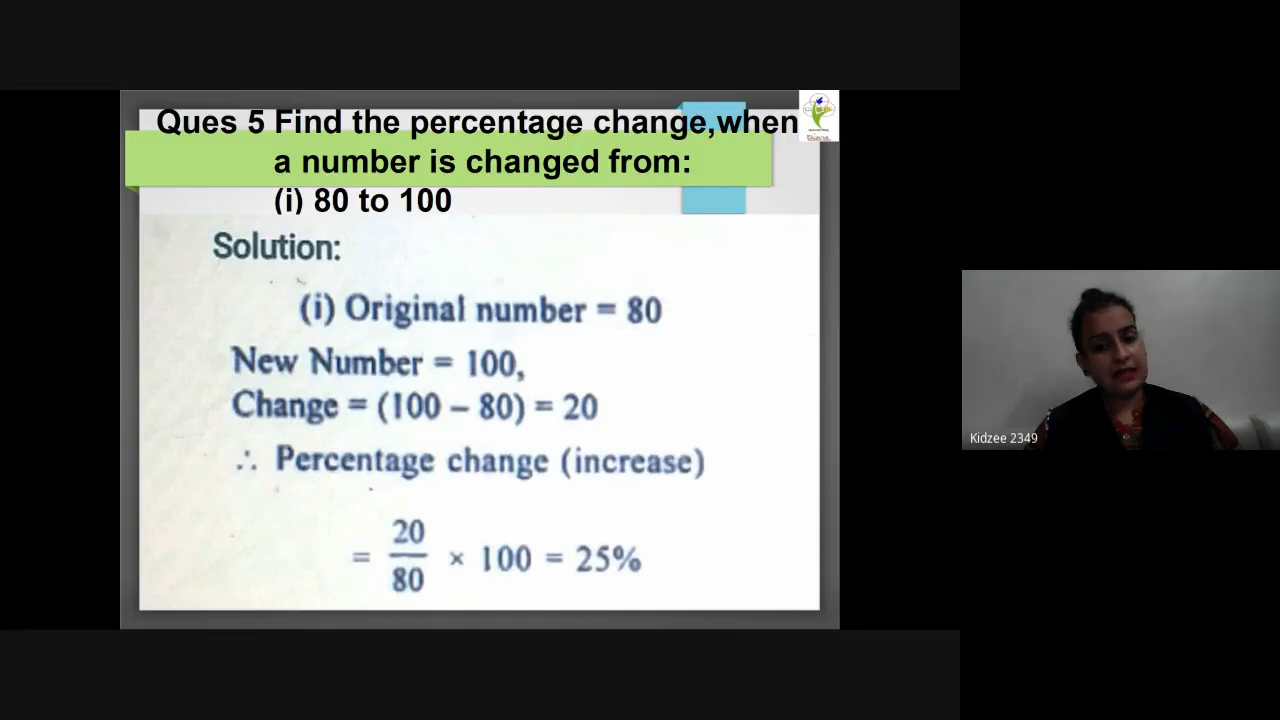 Ques 5 Find the percentage change,when
a number is changed from:
(i) 80 to 100
Solution:
(i) Original number = 80
New Number = 100,
Change = (100 – 80) = 20
∴ Percentage change (increase)
= 20/80 × 100 = 25%
Kidzee 2349